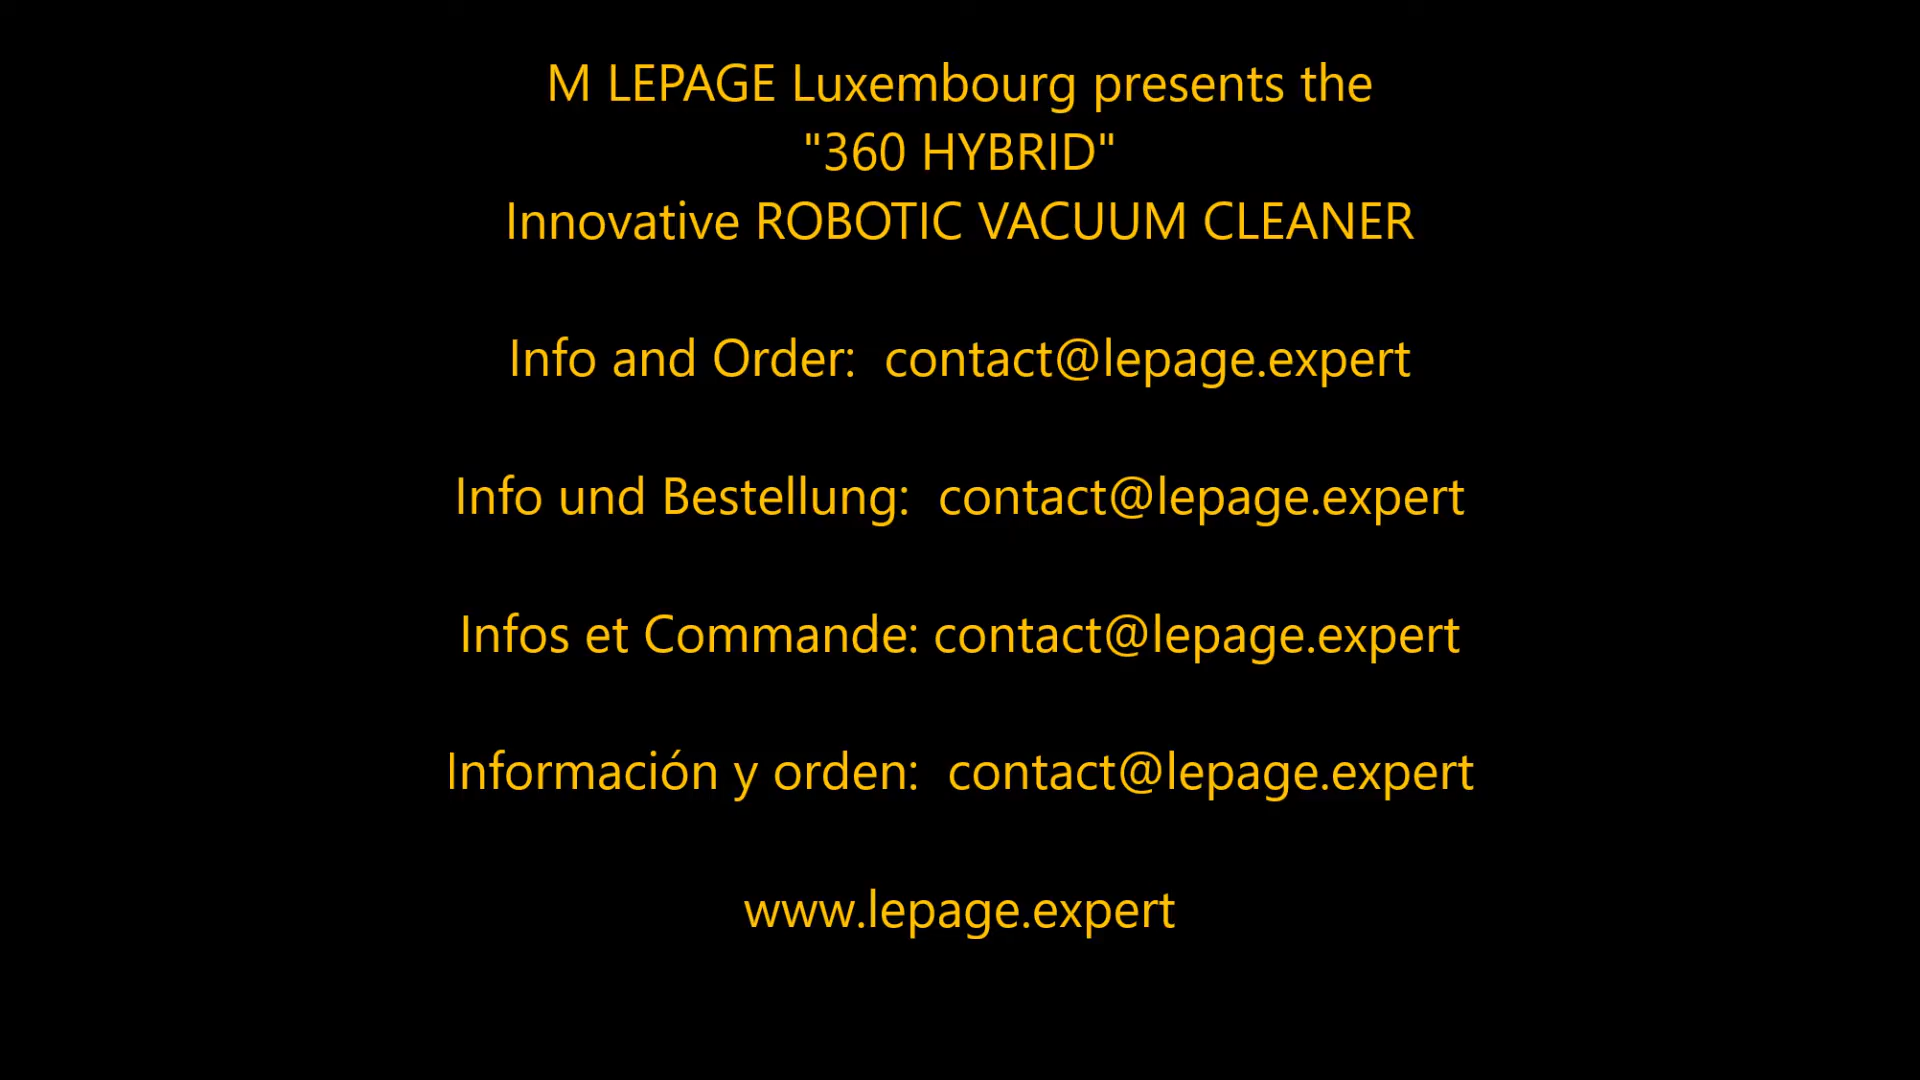 M LEPAGE Luxembourg presents the
"360 HYBRID"
Innovative ROBOTIC VACUUM CLEANER
Info and Order:  contact@lepage.expert
Info und Bestellung:  contact@lepage.expert
Infos et Commande: contact@lepage.expert
Información y orden:  contact@lepage.expert
www.lepage.expert